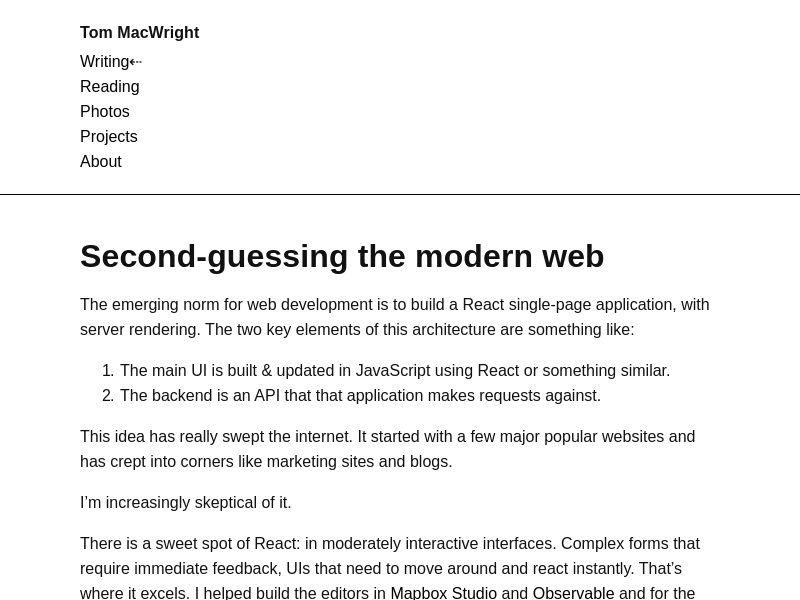 Tom MacWright
Writing⇠
Reading
Photos
Projects
About
Second-guessing the modern web
The emerging norm for web development is to build a React single-page application, with
server rendering. The two key elements of this architecture are something like:
1. The main UI is built & updated in JavaScript using React or something similar.
2. The backend is an API that that application makes requests against.
This idea has really swept the internet. It started with a few major popular websites and
has crept into corners like marketing sites and blogs.
I’m increasingly skeptical of it.
There is a sweet spot of React: in moderately interactive interfaces. Complex forms that
require immediate feedback, UIs that need to move around and react instantly. That’s
where it excels. I helped build the editors in Mapbox Studio and Observable and for the